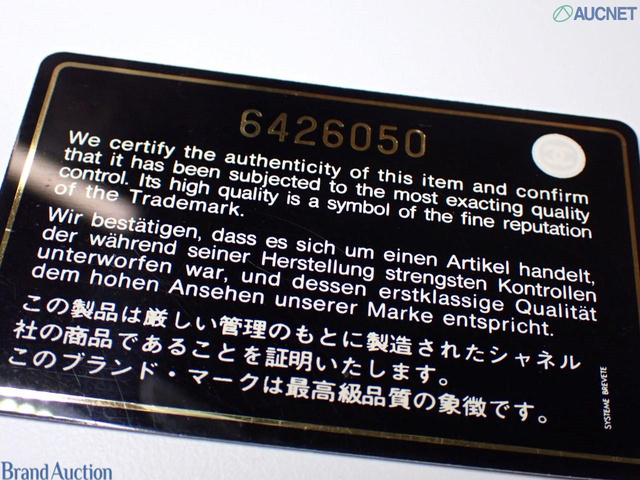 AUCNET
6426050
We certify the authenticity of this item and confirm
that it has been subjected to the most exacting quality
control. Its high quality is a symbol of the fine reputation
of the Trademark.
Wir bestätigen, dass es sich um einen Artikel handelt,
der während seiner Herstellung strengsten Kontrollen
unterworfen war, und dessen erstklassige Qualität
dem hohen Ansehen unserer Marke entspricht.
この製品は厳しい管理のもとに製造されたシャネル
社の商品であることを証明いたします。
このブランド・マークは最高級品質の象徴です。
SYSTEME BREVETE
Brand Auction